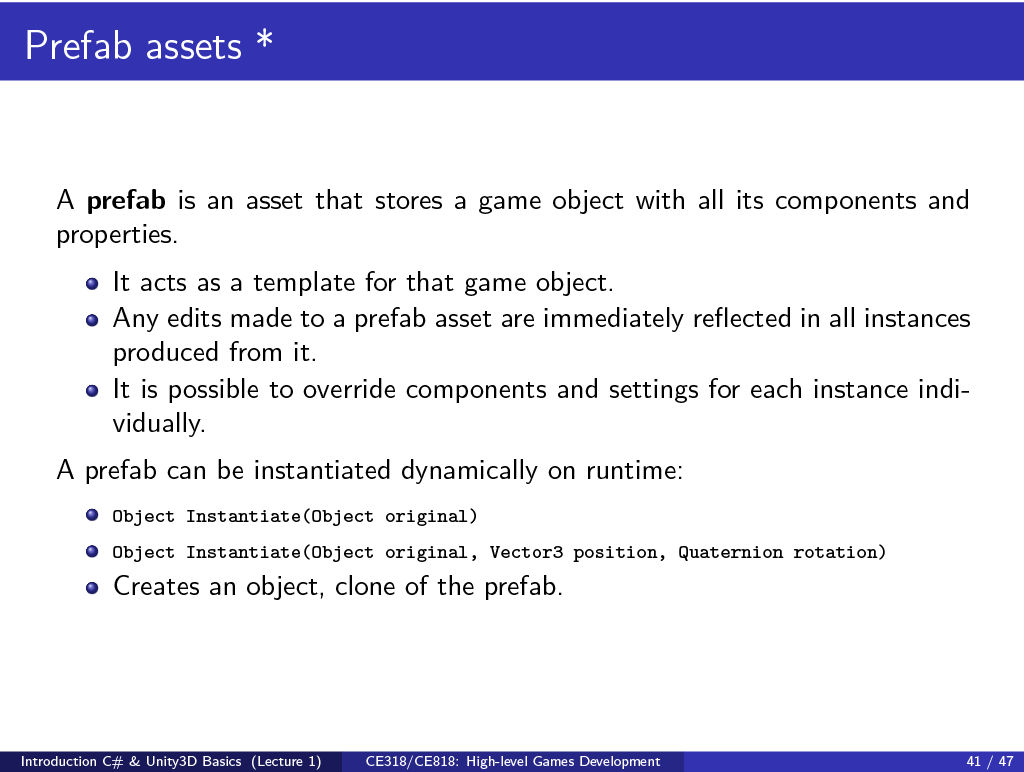 Prefab assets *
A prefab is an asset that stores a game object with all its components and
properties.
It acts as a template for that game object.
Any edits made to a prefab asset are immediately reflected in all instances
produced from it.
It is possible to override components and settings for each instance indi-
vidually.
A prefab can be instantiated dynamically on runtime:
Object Instantiate(Object original)
Object Instantiate(Object original, Vector3 position, Quaternion rotation)
Creates an object, clone of the prefab.
Introduction C# & Unity3D Basics (Lecture 1) CE318/CE818: High-level Games Development 41 / 47